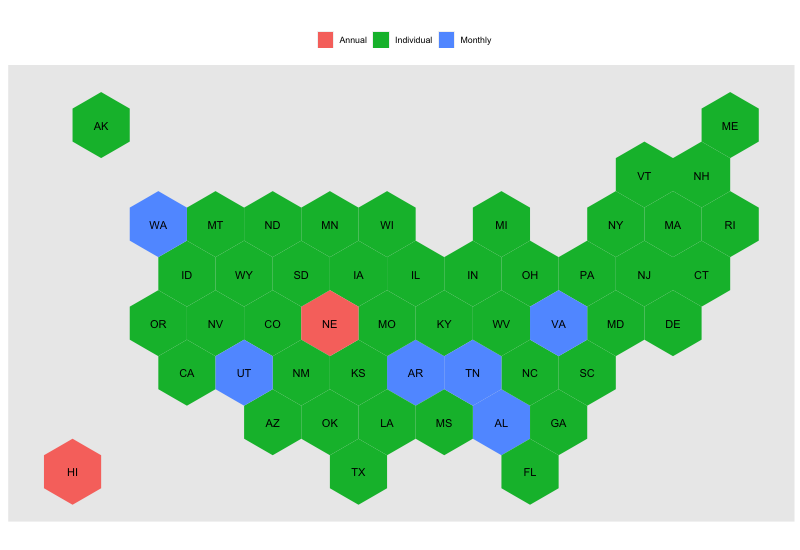 Annual Individual Monthly
AK ME
VT NH
WA MT ND MN WI MI NY MA RI
ID WY SD IA IL IN OH PA NJ CT
OR NV CO NE MO KY WV VA MD DE
CA UT NM KS AR TN NC SC
AZ OK LA MS AL GA
HI TX FL